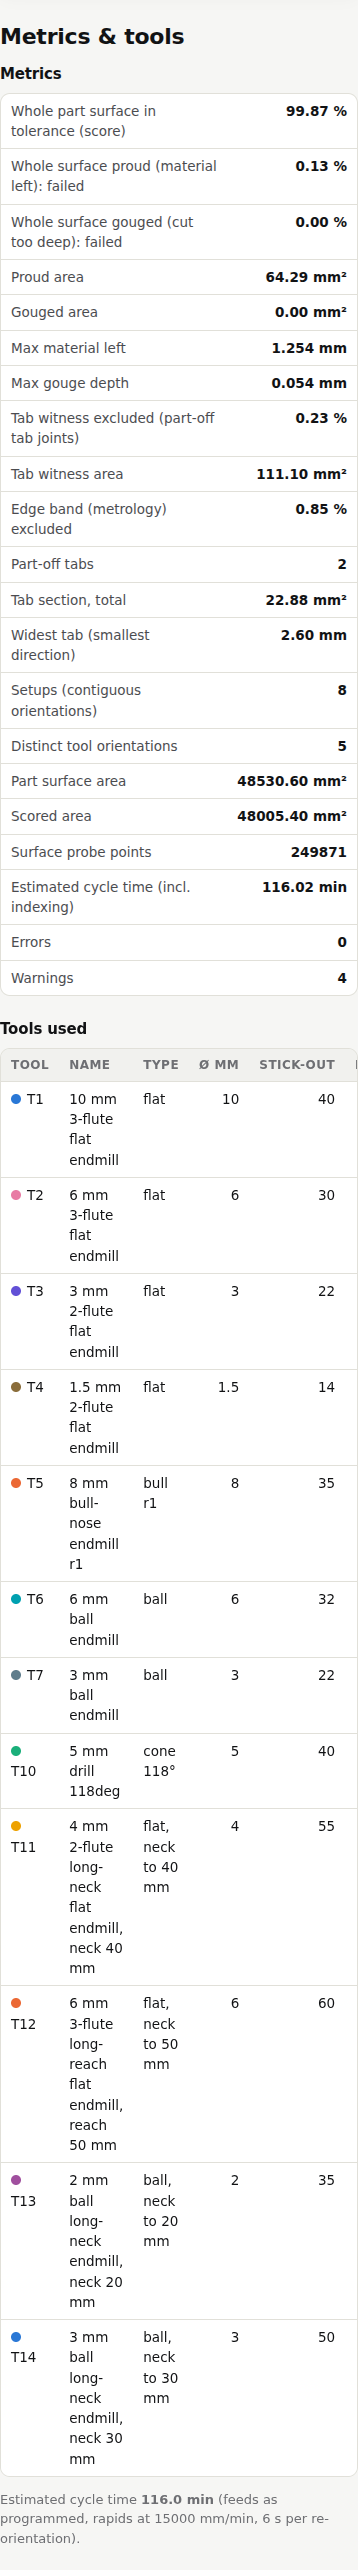 Metrics & tools
Metrics
Whole part surface in 99.87 %
tolerance (score)
Whole surface proud (material 0.13 %
left): failed
Whole surface gouged (cut 0.00 %
too deep): failed
Proud area 64.29 mm²
Gouged area 0.00 mm²
Max material left 1.254 mm
Max gouge depth 0.054 mm
Tab witness excluded (part-off 0.23 %
tab joints)
Tab witness area 111.10 mm²
Edge band (metrology) 0.85 %
excluded
Part-off tabs 2
Tab section, total 22.88 mm²
Widest tab (smallest 2.60 mm
direction)
Setups (contiguous 8
orientations)
Distinct tool orientations 5
Part surface area 48530.60 mm²
Scored area 48005.40 mm²
Surface probe points 249871
Estimated cycle time (incl. 116.02 min
indexing)
Errors 0
Warnings 4
Tools used
TOOL NAME TYPE Ø MM STICK-OUT
T1 10 mm flat 10 40
3-flute
flat
endmill
T2 6 mm flat 6 30
3-flute
flat
endmill
T3 3 mm flat 3 22
2-flute
flat
endmill
T4 1.5 mm flat 1.5 14
2-flute
flat
endmill
T5 8 mm bull 8 35
bull- r1
nose
endmill
r1
T6 6 mm ball 6 32
ball
endmill
T7 3 mm ball 3 22
ball
endmill
5 mm cone 5 40
T10 drill 118°
118deg
4 mm flat, 4 55
T11 2-flute neck
long- to 40
neck mm
flat
endmill,
neck 40
mm
6 mm flat, 6 60
T12 3-flute neck
long- to 50
reach mm
flat
endmill,
reach
50 mm
2 mm ball, 2 35
T13 ball neck
long- to 20
neck mm
endmill,
neck 20
mm
3 mm ball, 3 50
T14 ball neck
long- to 30
neck mm
endmill,
neck 30
mm
Estimated cycle time 116.0 min (feeds as
programmed, rapids at 15000 mm/min, 6 s per re-
orientation).